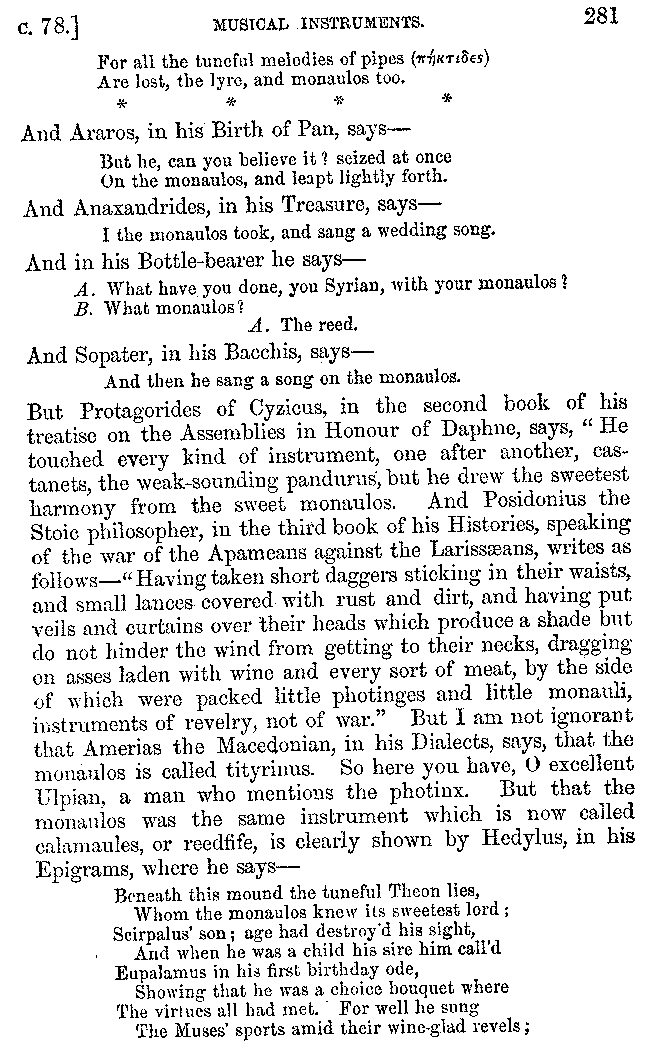 C. 78.] MUSICAL INSTRUMENTS. 281
For all the tuneful melodies of pipes (πήκτιδες)
Are lost, the lyre, and monaulos too.
* * * *
And Araros, in his Birth of Pan, says—
But he, can you believe it? seized at once
On the monaulos, and leapt lightly forth.
And Anaxandrides, in his Treasure, says—
I the monaulos took, and sang a wedding song.
And in his Bottle-bearer he says—
A. What have you done, you Syrian, with your monaulos?
B. What monaulos?
A. The reed.
And Sopater, in his Bacchis, says—
And then he sang a song on the monaulos.
But Protagorides of Cyzicus, in the second book of his
treatise on the Assemblies in Honour of Daphne, says, “ He
touched every kind of instrument, one after another, cas-
tanets, the weak-sounding pandurus, but he drew the sweetest
harmony from the sweet monaulos. And Posidonius the
Stoic philosopher, in the third book of his Histories, speaking
of the war of the Apameans against the Larissæans, writes as
follows—“Having taken short daggers sticking in their waists,
and small lances covered with rust and dirt, and having put
veils and curtains over their heads which produce a shade but
do not hinder the wind from getting to their necks, dragging
on asses laden with wine and every sort of meat, by the side
of which were packed little photinges and little monauli,
instruments of revelry, not of war.” But I am not ignorant
that Amerias the Macedonian, in his Dialects, says, that the
monaulos is called tityrinus. So here you have, O excellent
Ulpian, a man who mentions the photinx. But that the
monaulos was the same instrument which is now called
calamaules, or reedfife, is clearly shown by Hedylus, in his
Epigrams, where he says—
Beneath this mound the tuneful Theon lies,
Whom the monaulos knew its sweetest lord;
Scirpalus’ son; age had destroy’d his sight,
And when he was a child his sire him call’d
Eupalamus in his first birthday ode,
Showing that he was a choice bouquet where
The virtues all had met. For well he sung
The Muses’ sports amid their wine-glad revels;